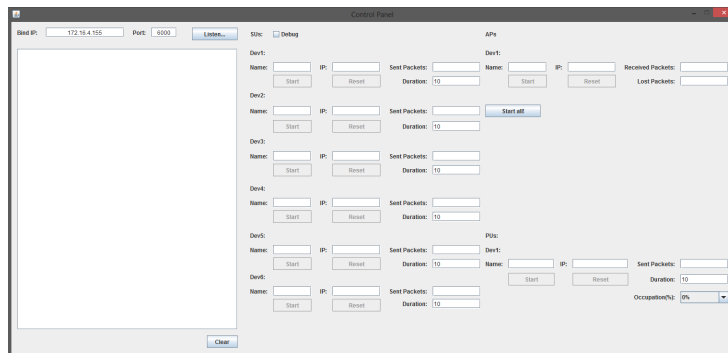 Control Panel
Bind IP: 172.16.4.155 Port: 6000 Listen...
SUs: Debug
APs
Dev1:
Name: IP: Sent Packets:
Start Reset Duration: 10
Dev2:
Name: IP: Sent Packets:
Start Reset Duration: 10
Dev3:
Name: IP: Sent Packets:
Start Reset Duration: 10
Dev4:
Name: IP: Sent Packets:
Start Reset Duration: 10
Dev5:
Name: IP: Sent Packets:
Start Reset Duration: 10
Dev6:
Name: IP: Sent Packets:
Start Reset Duration: 10
Dev1:
Name: IP: Received Packets:
Start Reset Lost Packets:
Start all!
PUs:
Dev1:
Name: IP: Sent Packets:
Start Reset Duration: 10
Occupation(%): 0%
Clear